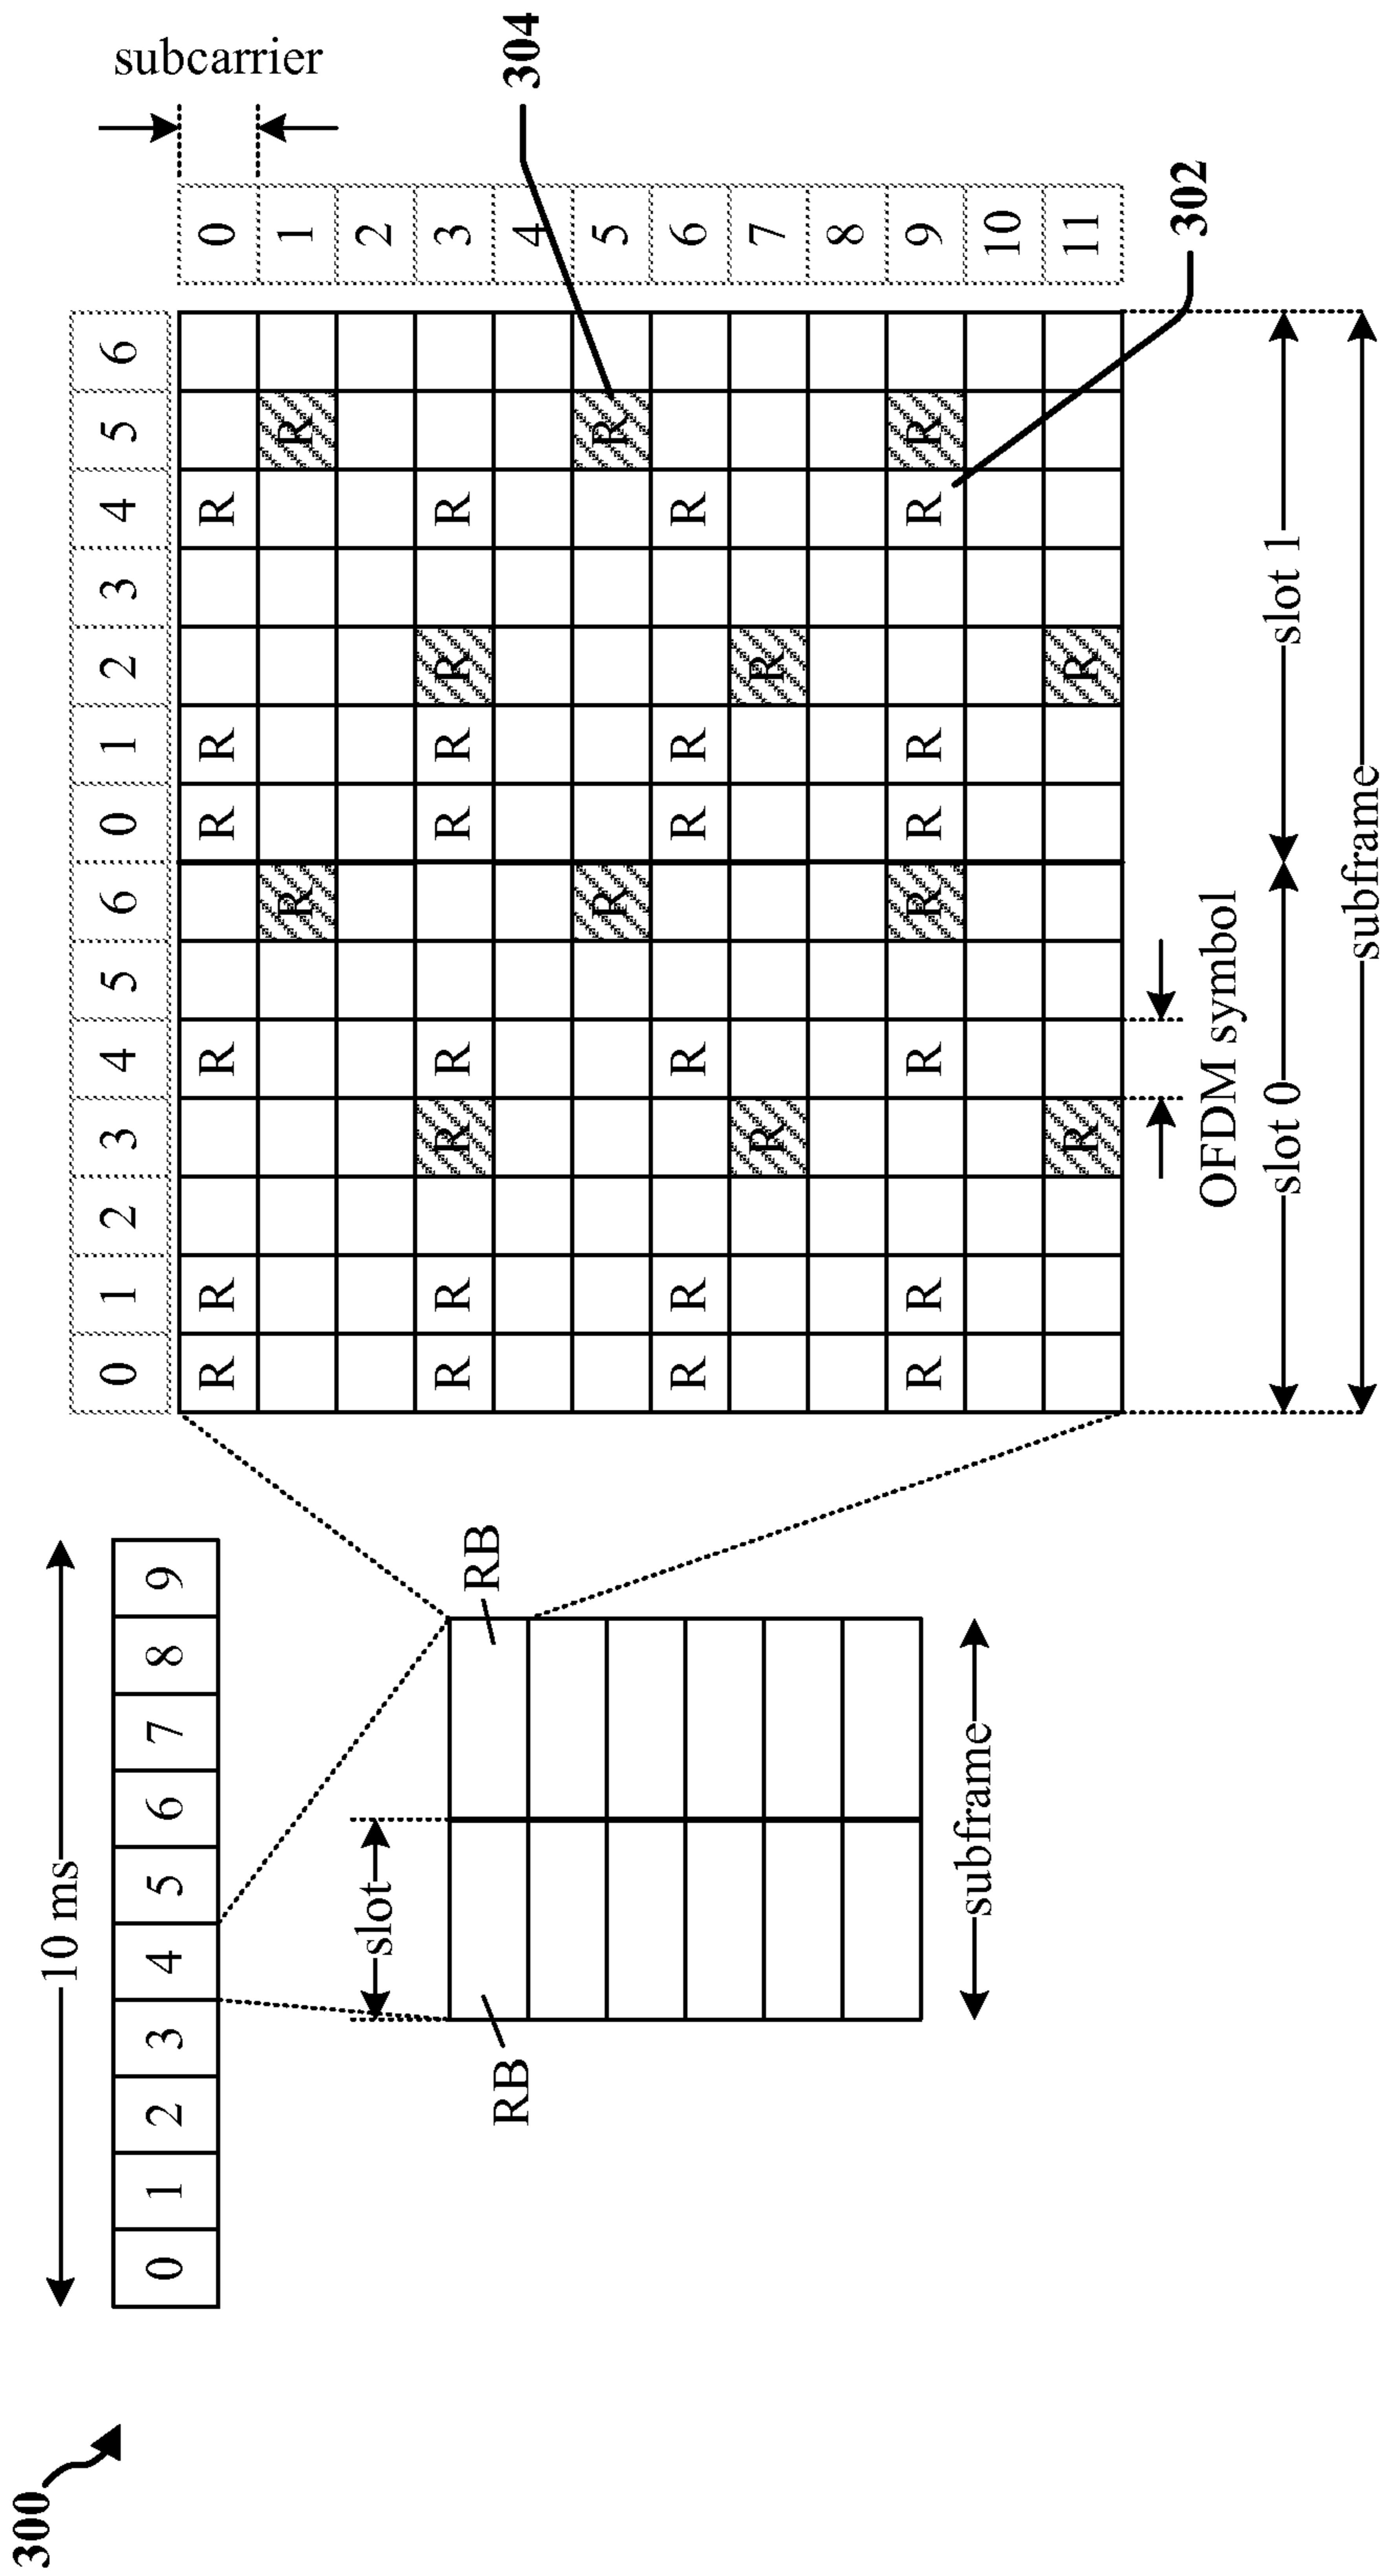 300
10 ms
0 1 2 3 4 5 6 7 8 9
slot
RB
RB
subframe
0 1 2 3 4 5 6 0 1 2 3 4 5 6
subcarrier
R R R R R R 0
R R 1
2
R R R R R R R R 3
4
R R 5
R R R R R R 6
R R 7
8
R R R R R R R R 9
10
R R 11
304
302
OFDM symbol
slot 0 slot 1
subframe